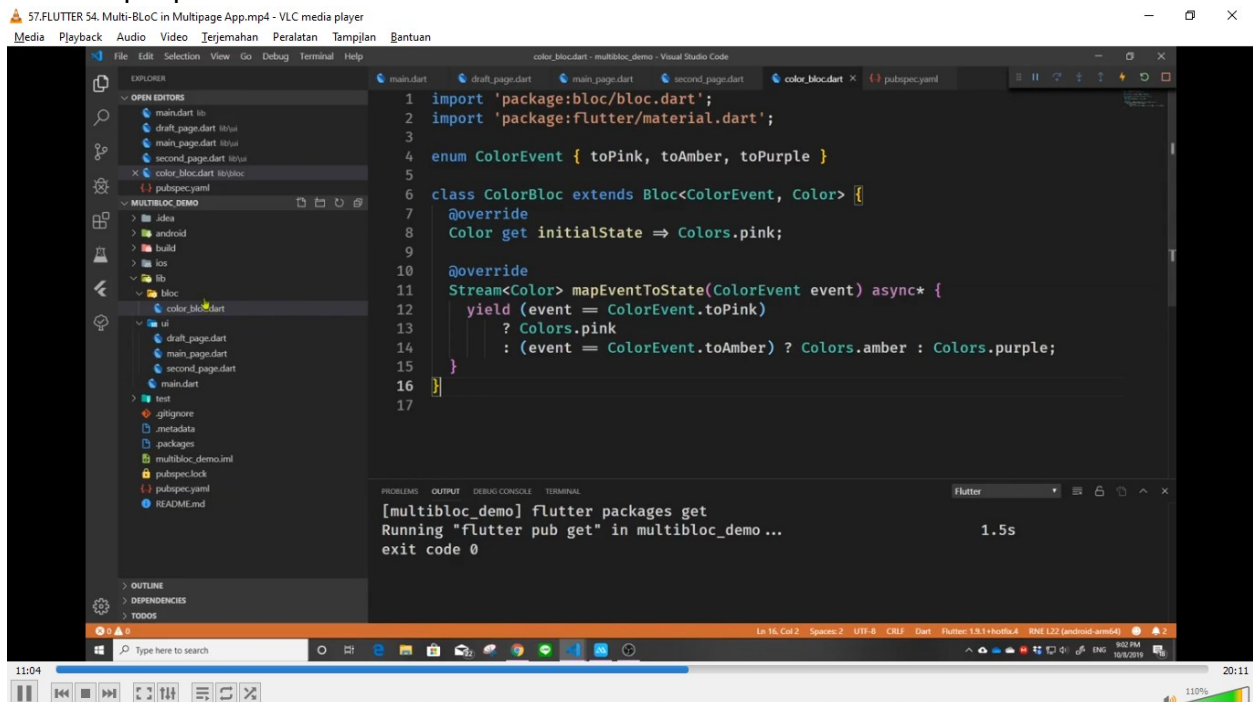 57.FLUTTER 54. Multi-BLoC in Multipage App.mp4 - VLC media player
Media Playback Audio Video Terjemahan Peralatan Tampilan Bantuan
File Edit Selection View Go Debug Terminal Help
color_bloc.dart - multibloc_demo - Visual Studio Code
EXPLORER
OPEN EDITORS
main.dart lib
draft_page.dart lib\ui
main_page.dart lib\ui
second_page.dart lib\ui
color_bloc.dart lib\bloc
pubspec.yaml
MULTIBLOC_DEMO
.idea
android
build
ios
lib
bloc
color_bloc.dart
ui
draft_page.dart
main_page.dart
second_page.dart
main.dart
test
.gitignore
.metadata
.packages
multibloc_demo.iml
pubspec.lock
pubspec.yaml
README.md
OUTLINE
DEPENDENCIES
TODOS
main.dart draft_page.dart main_page.dart second_page.dart color_bloc.dart pubspec.yaml
1 import 'package:bloc/bloc.dart';
2 import 'package:flutter/material.dart';
3
4 enum ColorEvent { toPink, toAmber, toPurple }
5
6 class ColorBloc extends Bloc<ColorEvent, Color> {
7 @override
8 Color get initialState => Colors.pink;
9
10 @override
11 Stream<Color> mapEventToState(ColorEvent event) async* {
12 yield (event == ColorEvent.toPink)
13 ? Colors.pink
14 : (event == ColorEvent.toAmber) ? Colors.amber : Colors.purple;
15 }
16 }
17
PROBLEMS OUTPUT DEBUG CONSOLE TERMINAL
Flutter
[multibloc_demo] flutter packages get
Running "flutter pub get" in multibloc_demo... 1.5s
exit code 0
0 0
Ln 16, Col 2 Spaces: 2 UTF-8 CRLF Dart Flutter: 1.9.1+hotfix.4 RNE L22 (android-arm64) 2
Type here to search
ENG 9:02 PM
10/8/2019
11:04 20:11
110%